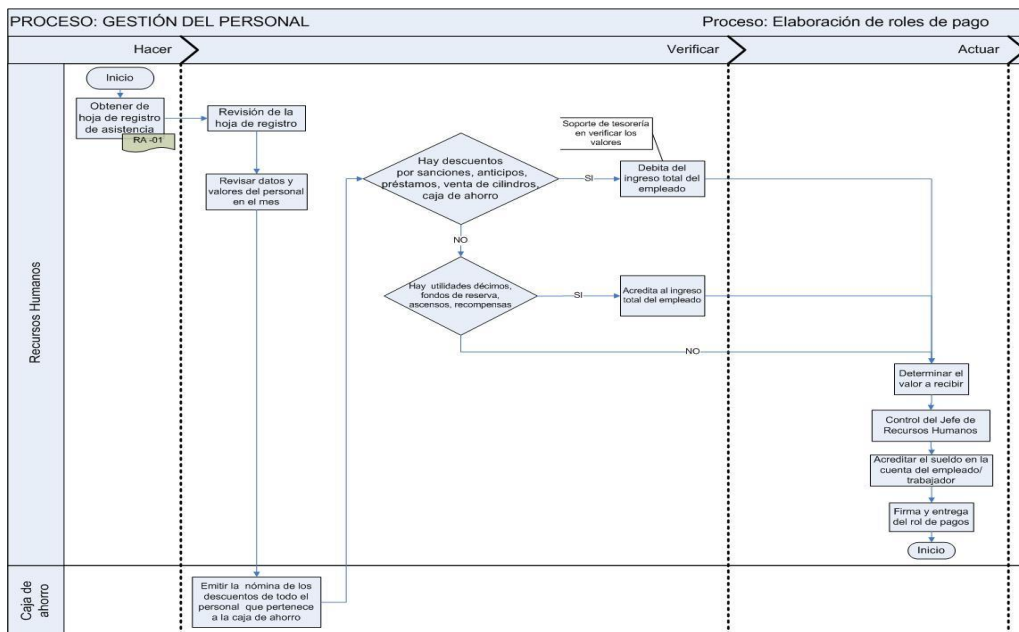 PROCESO: GESTIÓN DEL PERSONAL
Proceso: Elaboración de roles de pago
Hacer
Verificar
Actuar
Recursos Humanos
Inicio
Obtener de
hoja de registro
de asistencia
RA -01
Revisión de la
hoja de registro
Revisar datos y
valores del personal
en el mes
Hay descuentos
por sanciones, anticipos,
préstamos, venta de cilindros,
caja de ahorro
SI
Soporte de tesorería
en verificar los
valores
Debita del
ingreso total del
empleado
NO
Hay utilidades décimos,
fondos de reserva,
ascensos, recompensas
SI
Acredita al ingreso
total del empleado
NO
Determinar el
valor a recibir
Control del Jefe de
Recursos Humanos
Acreditar el sueldo en la
cuenta del empleado/
trabajador
Firma y entrega
del rol de pagos
Inicio
Caja de
ahorro
Emitir la nómina de los
descuentos de todo el
personal que pertenece
a la caja de ahorro